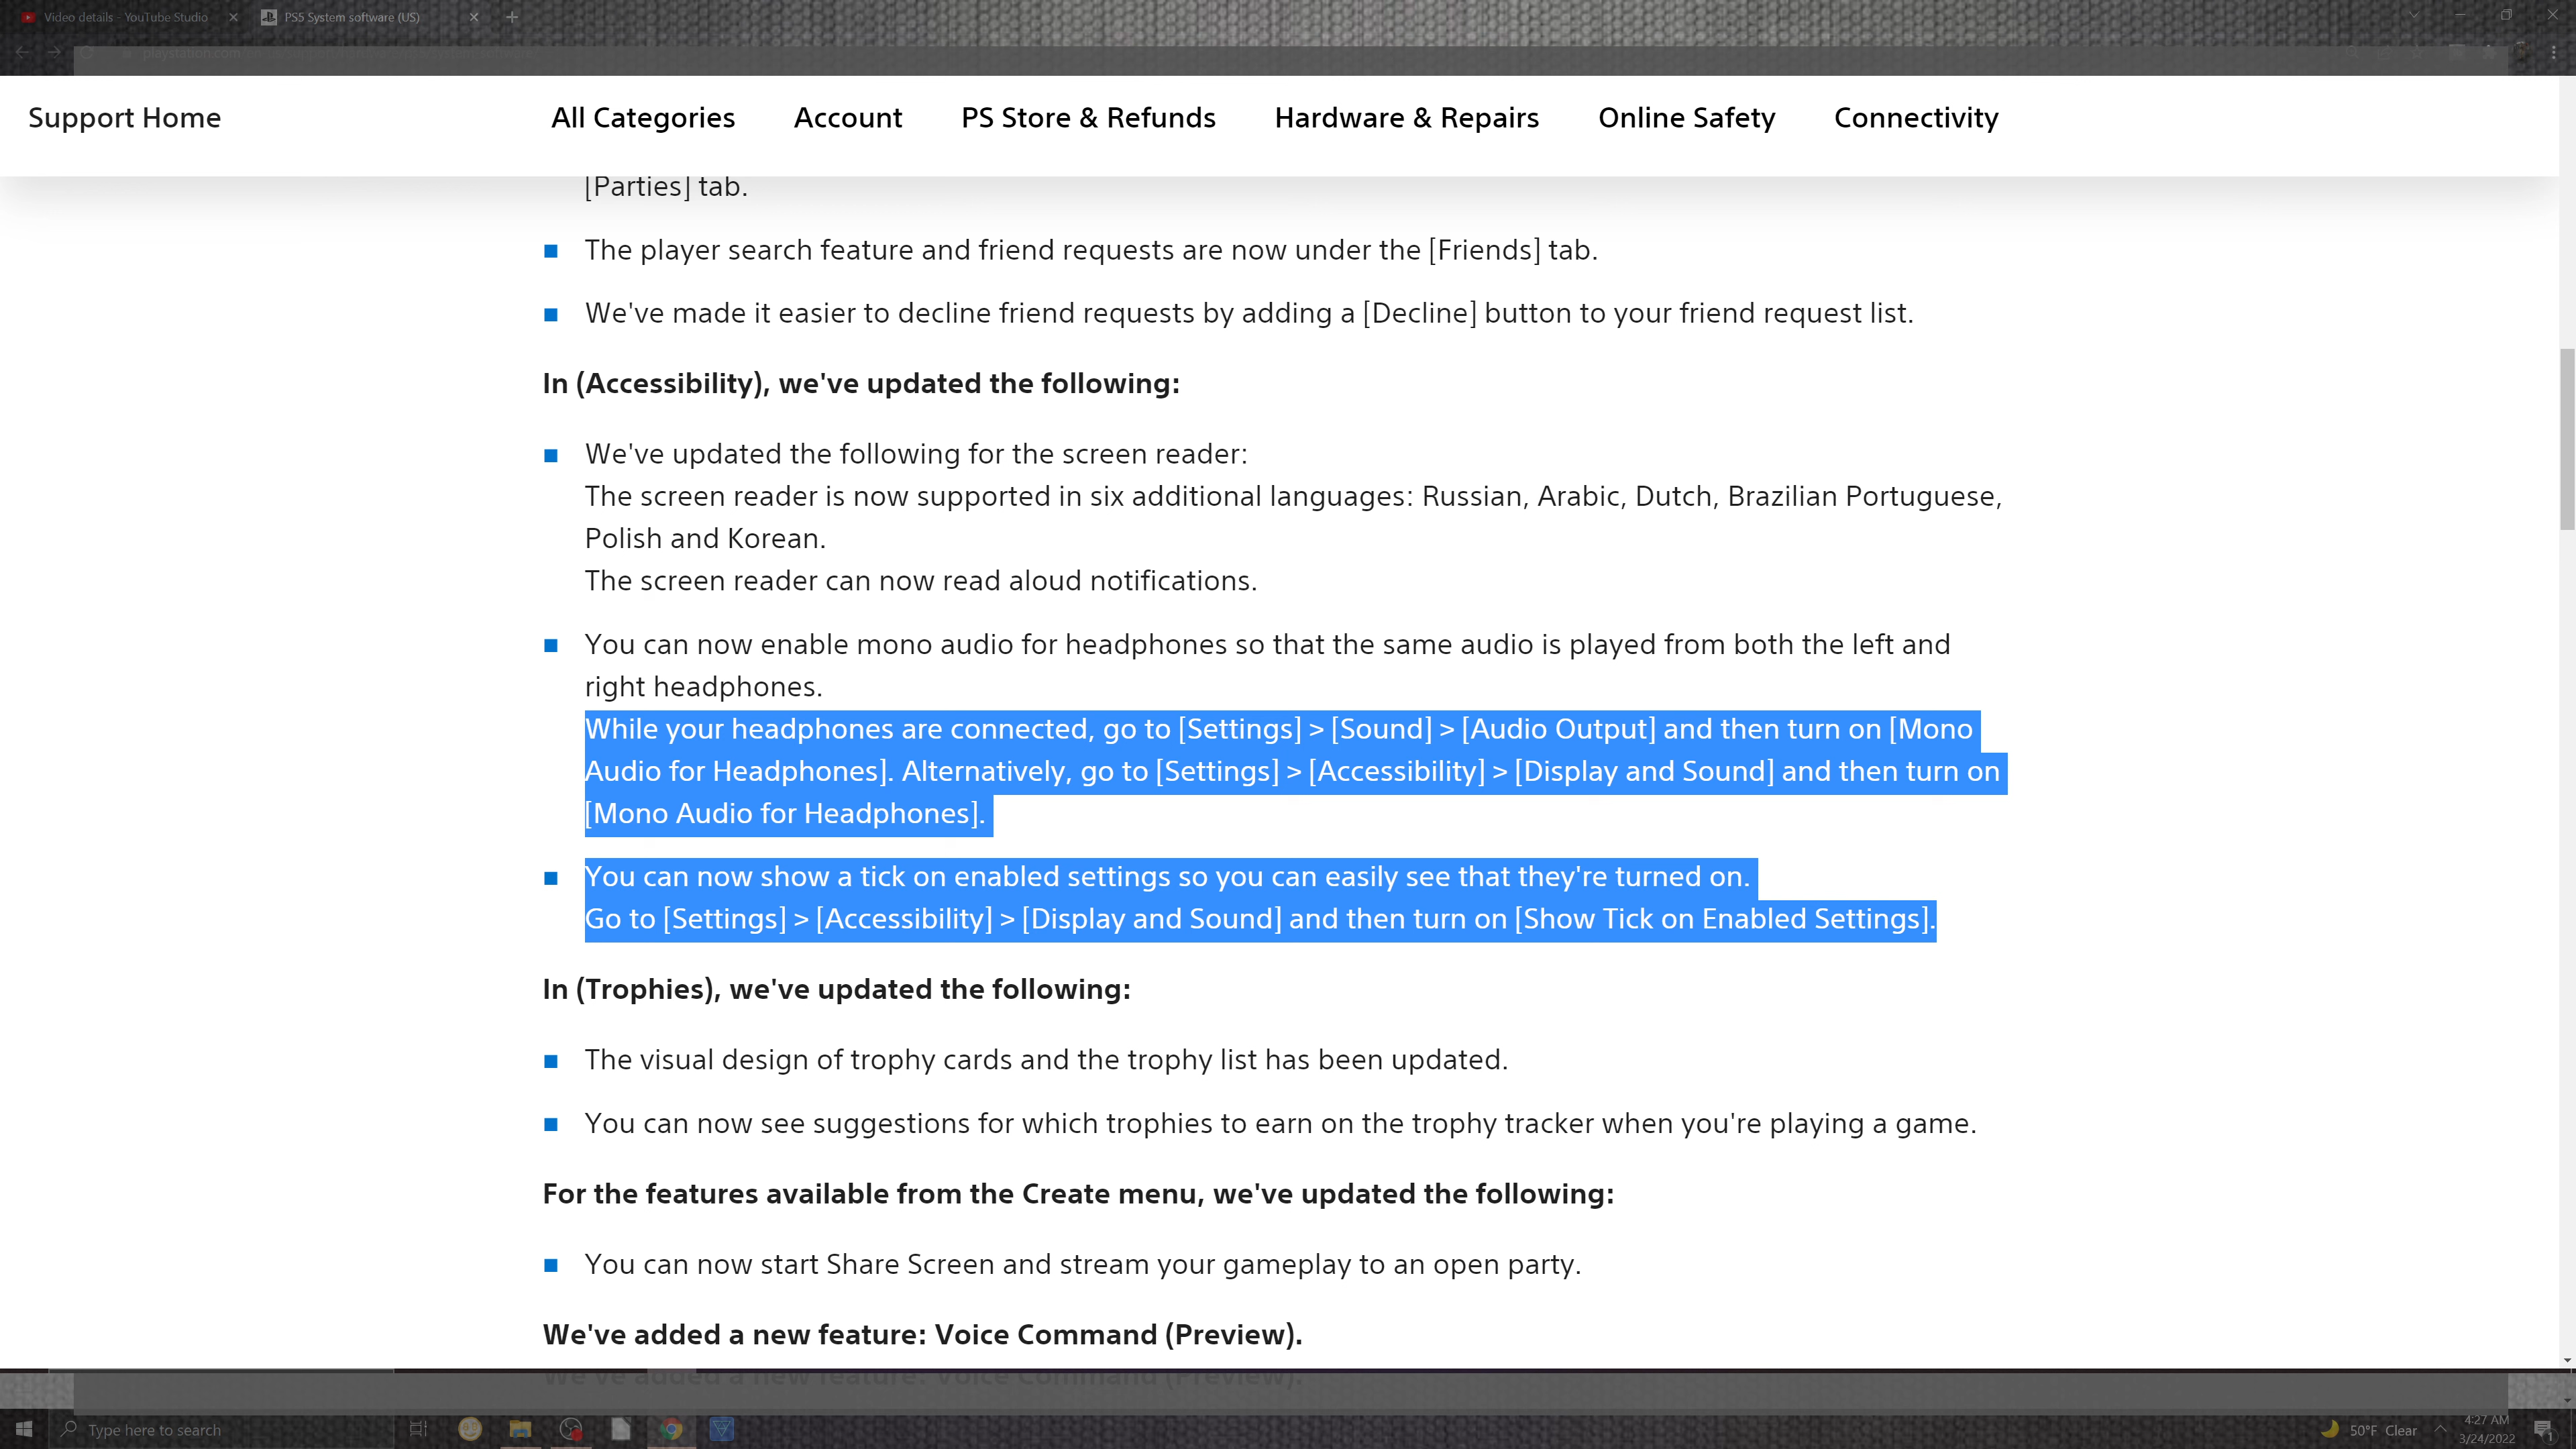 Video details - YouTube Studio
PS5 System software (US)
playstation.com
Support Home
All Categories
Account
PS Store & Refunds
Hardware & Repairs
Online Safety
Connectivity
[Parties] tab.
The player search feature and friend requests are now under the [Friends] tab.
We've made it easier to decline friend requests by adding a [Decline] button to your friend request list.
In (Accessibility), we've updated the following:
We've updated the following for the screen reader:
The screen reader is now supported in six additional languages: Russian, Arabic, Dutch, Brazilian Portuguese,
Polish and Korean.
The screen reader can now read aloud notifications.
You can now enable mono audio for headphones so that the same audio is played from both the left and
right headphones.
While your headphones are connected, go to [Settings] > [Sound] > [Audio Output] and then turn on [Mono
Audio for Headphones]. Alternatively, go to [Settings] > [Accessibility] > [Display and Sound] and then turn on
[Mono Audio for Headphones].
You can now show a tick on enabled settings so you can easily see that they're turned on.
Go to [Settings] > [Accessibility] > [Display and Sound] and then turn on [Show Tick on Enabled Settings].
In (Trophies), we've updated the following:
The visual design of trophy cards and the trophy list has been updated.
You can now see suggestions for which trophies to earn on the trophy tracker when you're playing a game.
For the features available from the Create menu, we've updated the following:
You can now start Share Screen and stream your gameplay to an open party.
We've added a new feature: Voice Command (Preview).
We've added a new feature: Voice Command (Preview).
Type here to search
50°F Clear
4:27 AM
3/24/2022
1